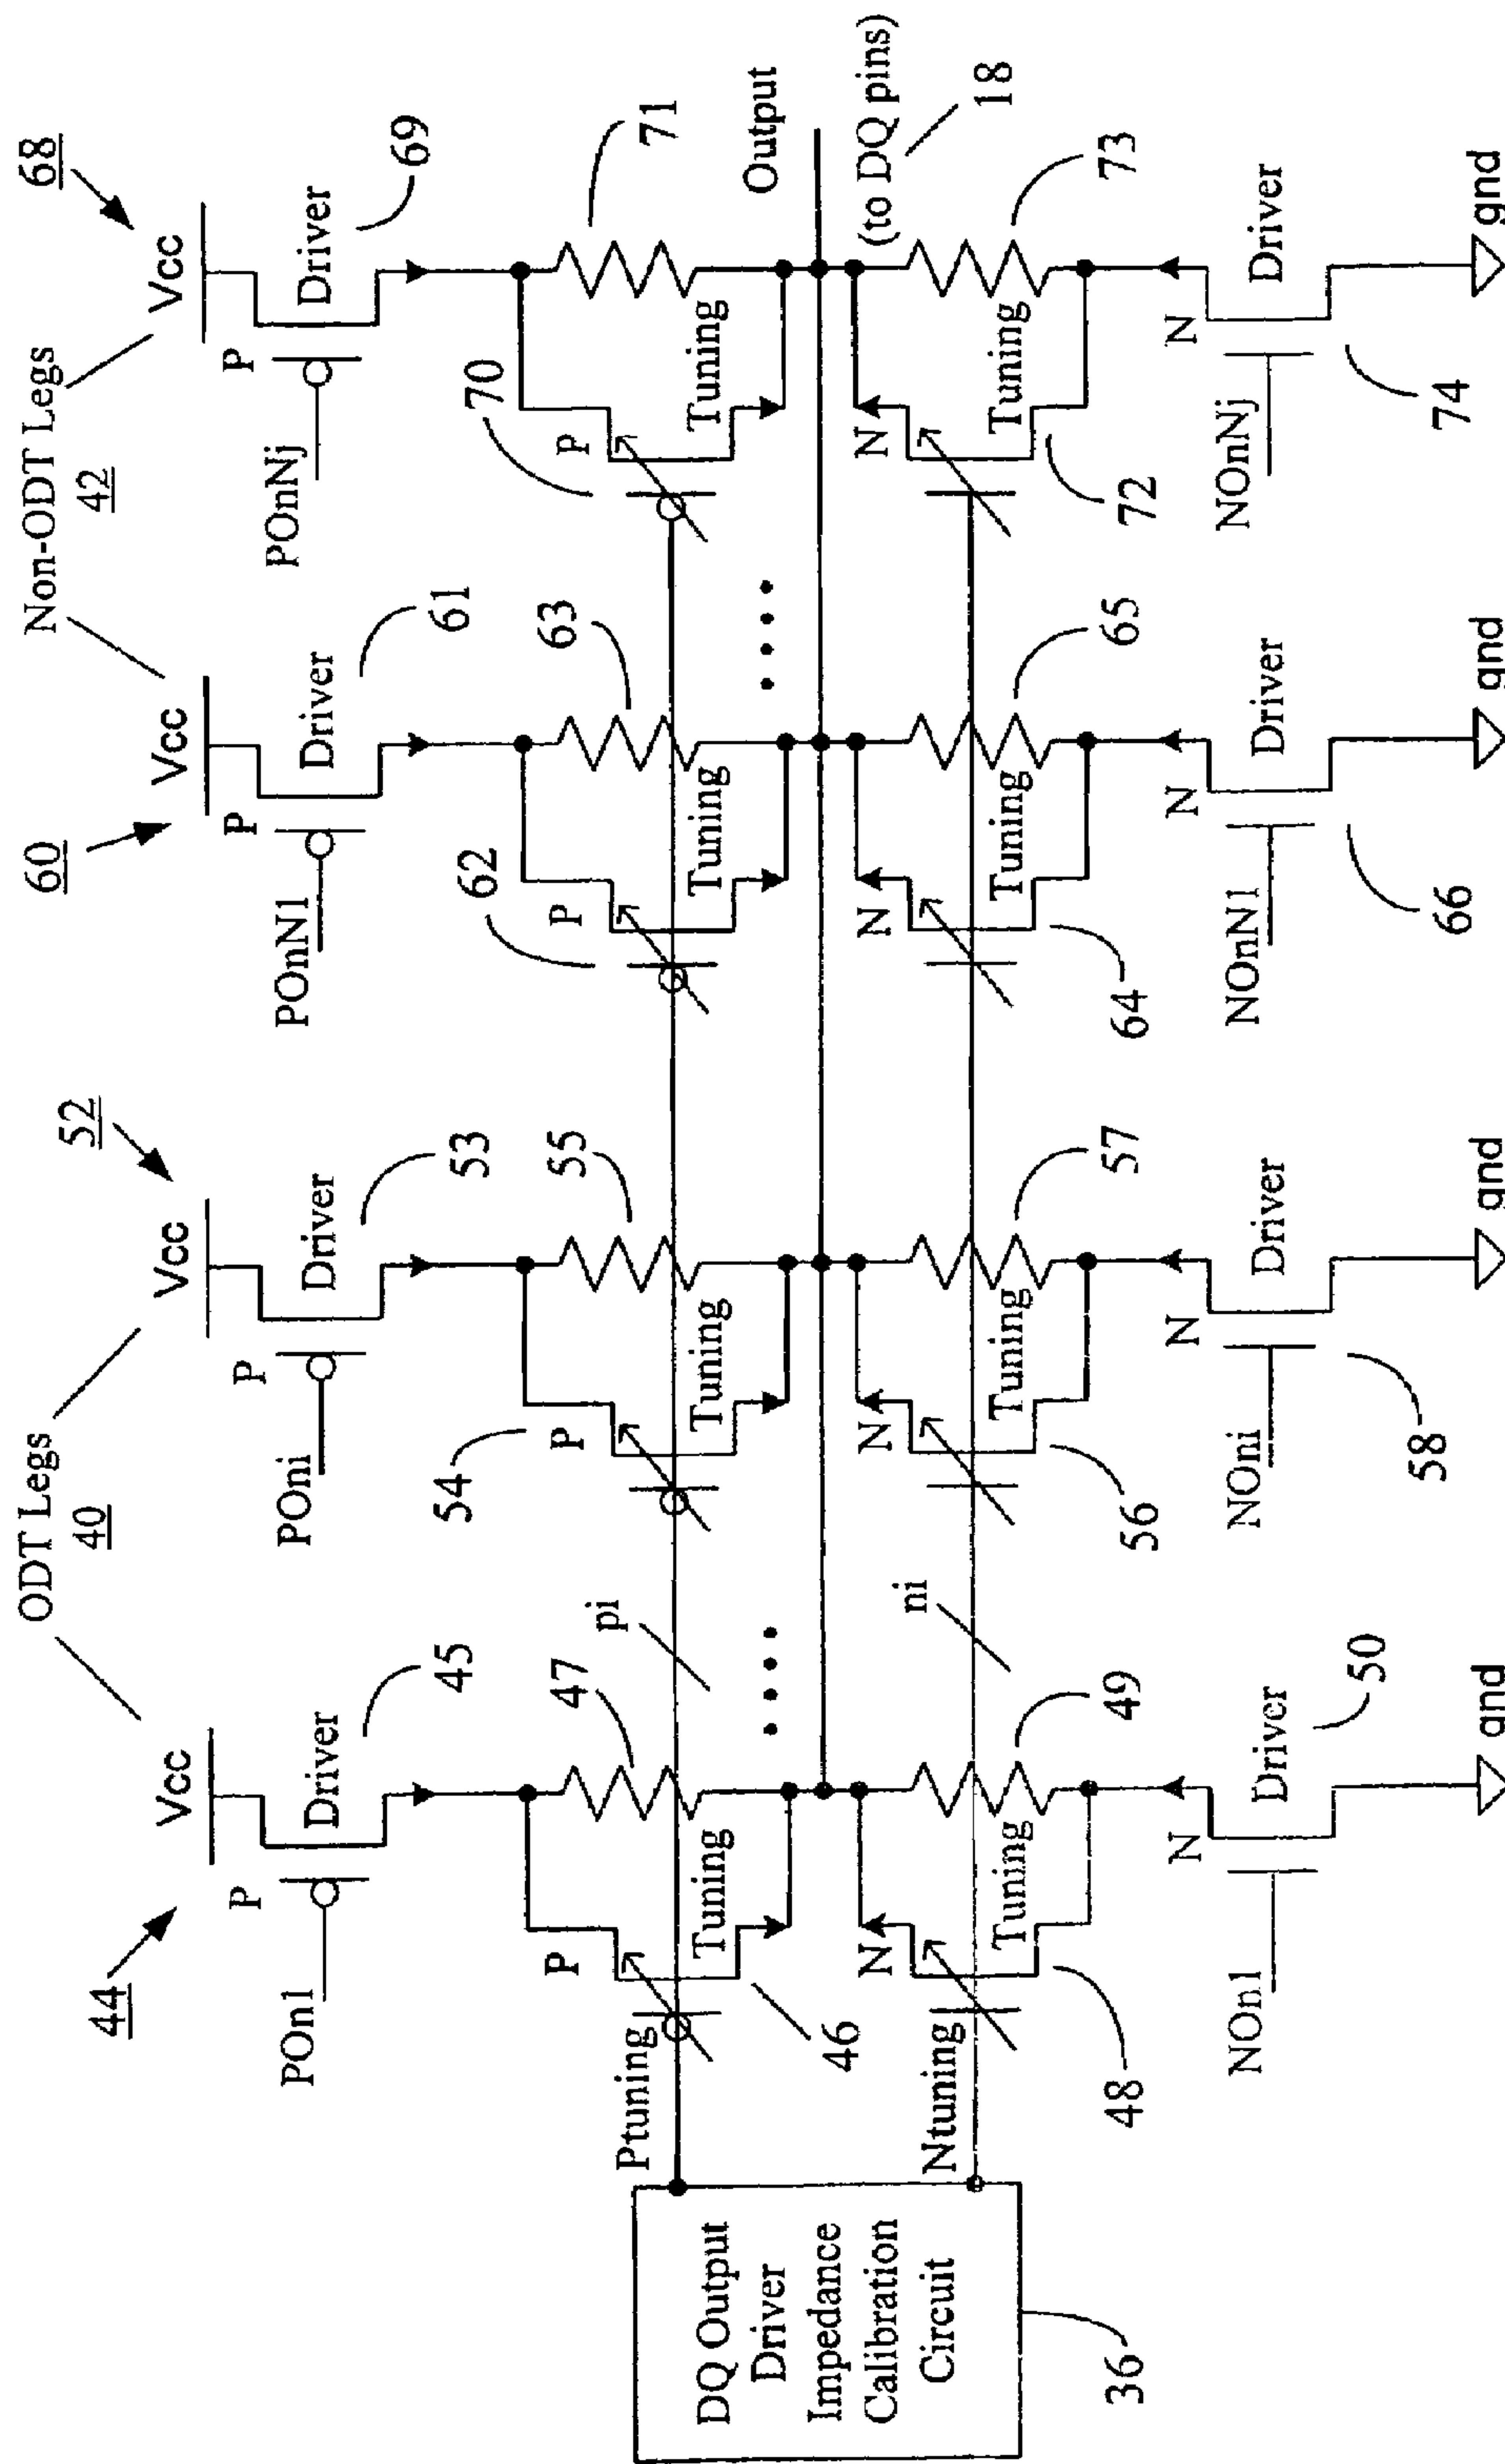 ODT Legs
40
Non-ODT Legs
42
44
52
60
68
Vcc
Vcc
Vcc
Vcc
P
Driver
45
P
Driver
53
P
Driver
61
P
Driver
69
POn1
POni
POnN1
POnNj
47
54
55
62
63
70
71
P
Tuning
P
Tuning
P
Tuning
P
Tuning
Ptuning
46
pi
Output
(to DQ pins)
18
ni
Ntuning
N
Tuning
N
Tuning
N
Tuning
N
Tuning
48
49
56
57
64
65
72
73
DQ Output
Driver
Impedance
Calibration
Circuit
36
NOn1
NOni
NOnN1
NOnNj
N
Driver
50
N
Driver
58
N
Driver
66
N
Driver
74
gnd
gnd
gnd
gnd